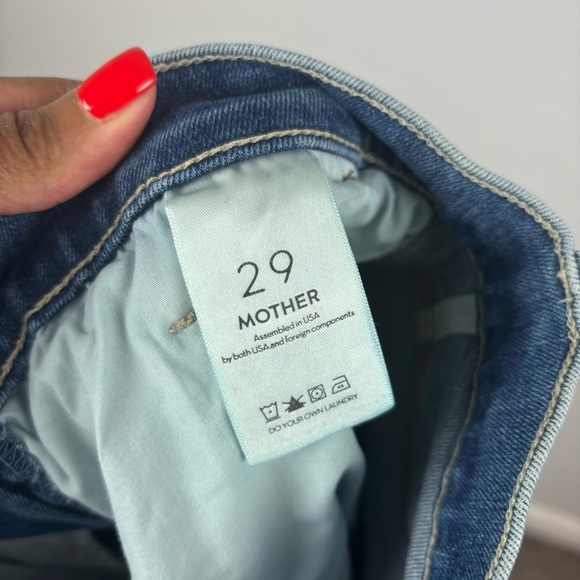 29
MOTHER
Assembled in USA
by both USA and foreign components
DO YOUR OWN LAUNDRY